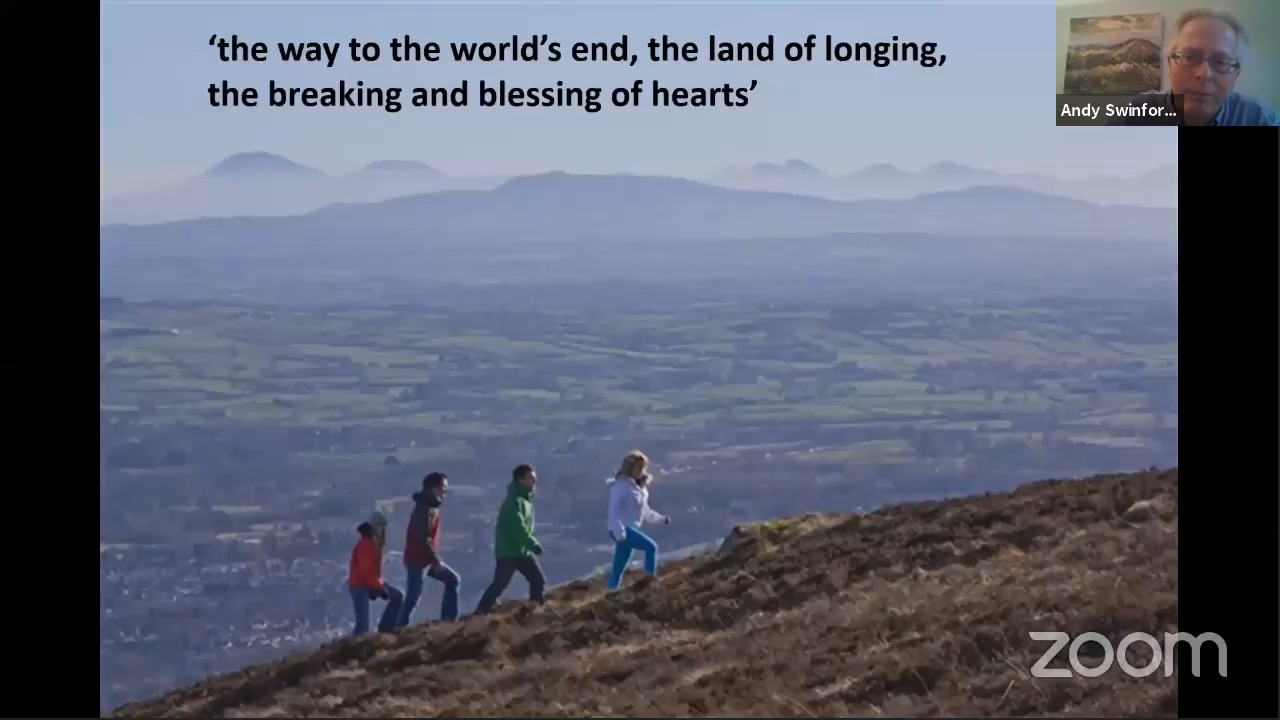 ‘the way to the world’s end, the land of longing,
the breaking and blessing of hearts’
Andy Swinfor...
zoom